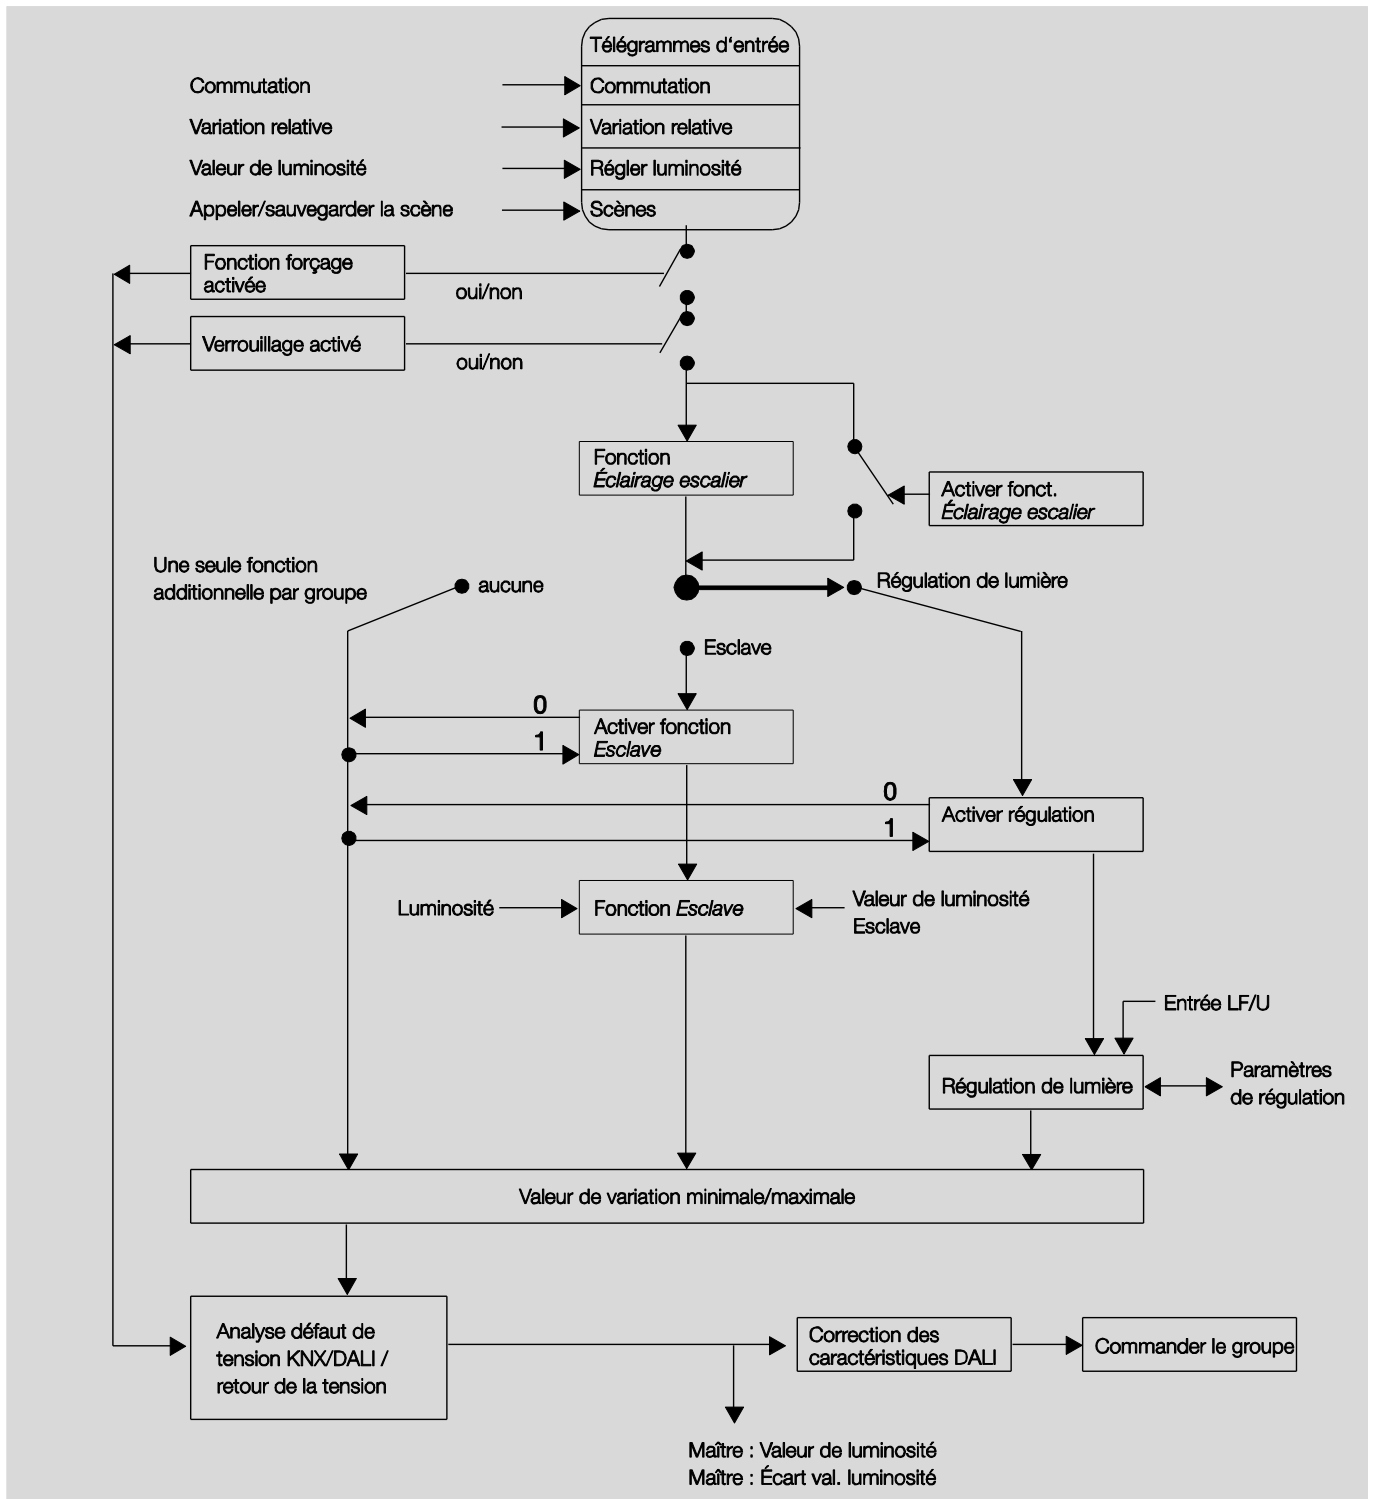 Télégrammes d‘entrée
Commutation
Commutation
Variation relative
Variation relative
Valeur de luminosité
Régler luminosité
Appeler/sauvegarder la scène
Scènes
Fonction forçage
activée
oui/non
Verrouillage activé
oui/non
Fonction
Éclairage escalier
Activer fonct.
Éclairage escalier
Une seule fonction
additionnelle par groupe
aucune
Régulation de lumière
Esclave
0
Activer fonction
Esclave
1
0
Activer régulation
1
Luminosité
Fonction Esclave
Valeur de luminosité
Esclave
Entrée LF/U
Régulation de lumière
Paramètres
de régulation
Valeur de variation minimale/maximale
Analyse défaut de
tension KNX/DALI /
retour de la tension
Correction des
caractéristiques DALI
Commander le groupe
Maître : Valeur de luminosité
Maître : Écart val. luminosité